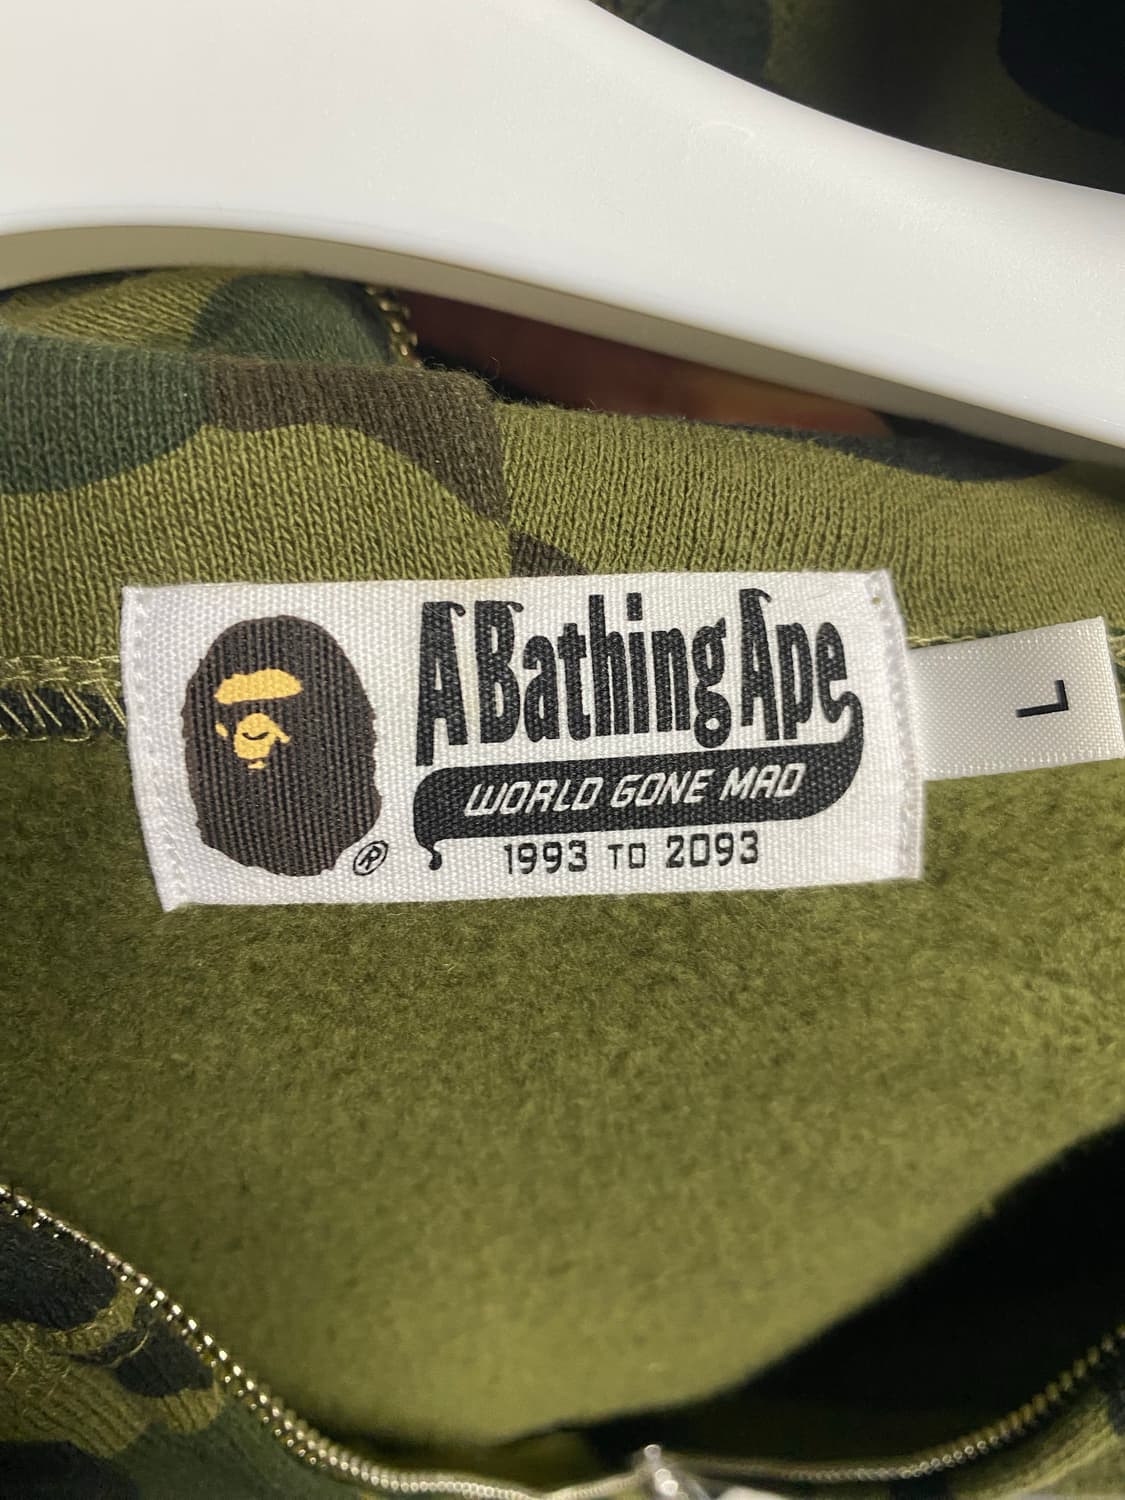 A Bathing Ape
WORLD GONE MAD
1993 TO 2093
®
L